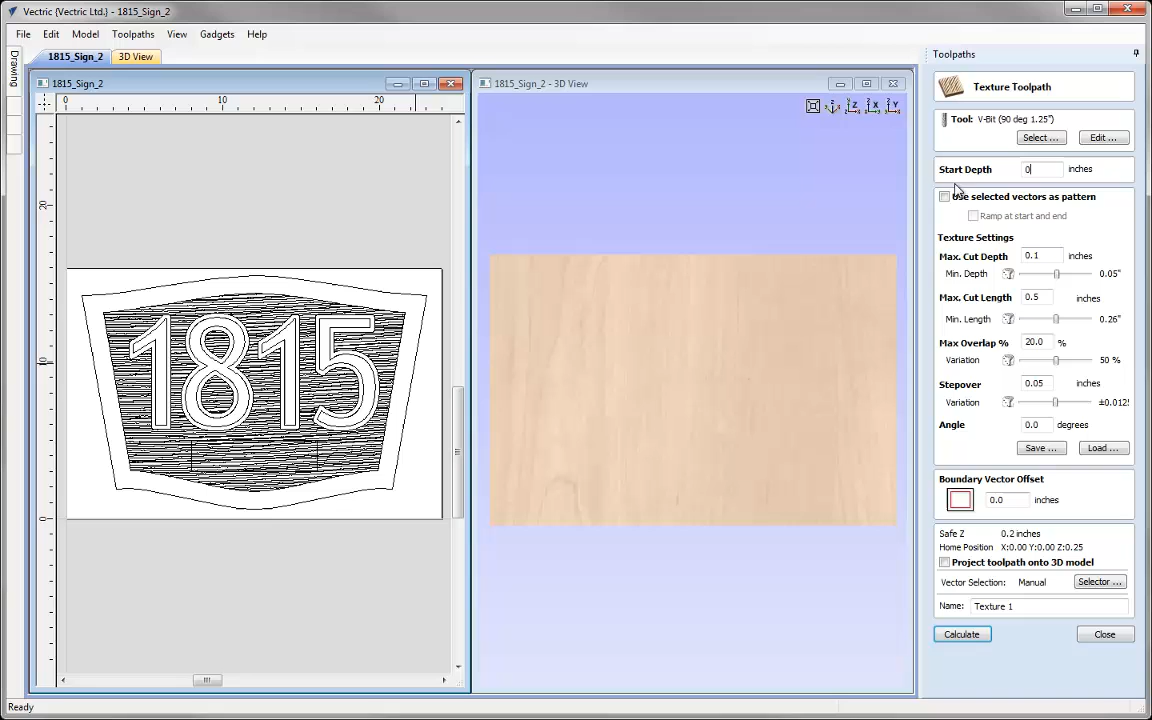 Vectric {Vectric Ltd.} - 1815_Sign_2
File Edit Model Toolpaths View Gadgets Help
1815_Sign_2 3D View
Drawing
1815_Sign_2
0 10 20
20
10
0
1815
1815_Sign_2 - 3D View
Toolpaths
Texture Toolpath
Tool: V-Bit (90 deg 1.25")
Select ... Edit ...
Start Depth 0 inches
Use selected vectors as pattern
Ramp at start and end
Texture Settings
Max. Cut Depth 0.1 inches
Min. Depth 0.05"
Max. Cut Length 0.5 inches
Min. Length 0.26"
Max Overlap % 20.0 %
Variation 50 %
Stepover 0.05 inches
Variation ±0.0125
Angle 0.0 degrees
Save ... Load ...
Boundary Vector Offset
0.0 inches
Safe Z 0.2 inches
Home Position X:0.00 Y:0.00 Z:0.25
Project toolpath onto 3D model
Vector Selection: Manual Selector ...
Name: Texture 1
Calculate Close
Ready